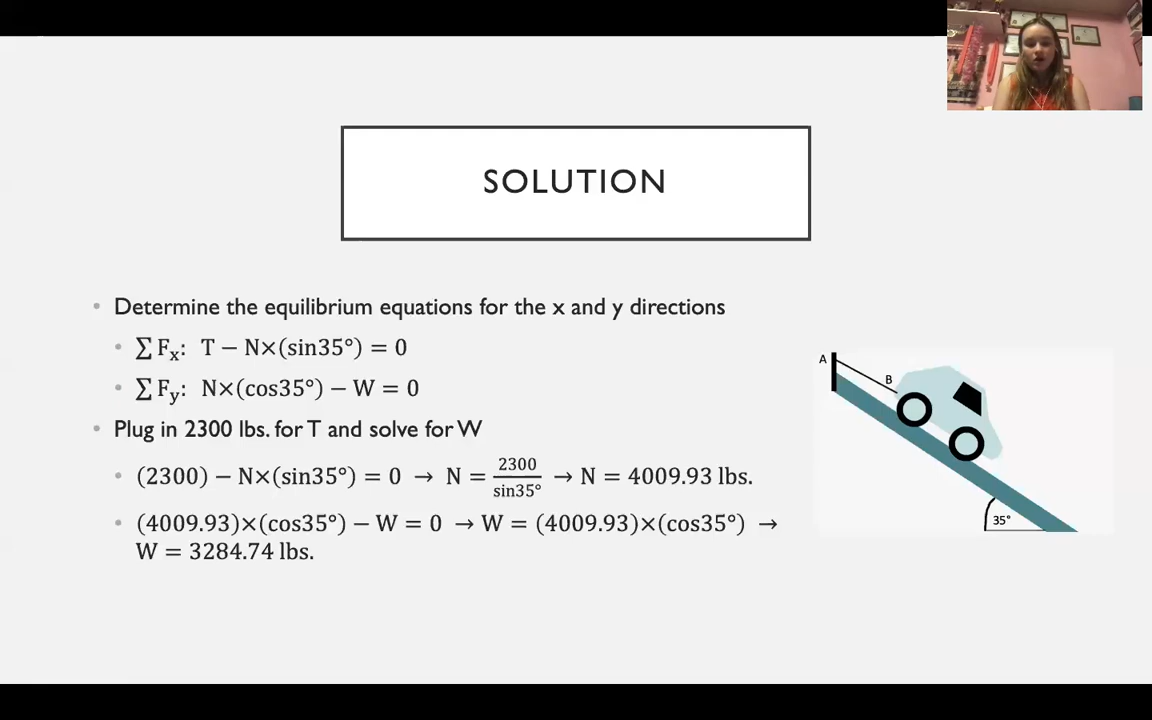 SOLUTION
• Determine the equilibrium equations for the x and y directions
• ∑Fₓ: T − N×(sin35°) = 0
• ∑Fᵧ: N×(cos35°) − W = 0
• Plug in 2300 lbs. for T and solve for W
• (2300) − N×(sin35°) = 0 → N = 2300/sin35° → N = 4009.93 lbs.
• (4009.93)×(cos35°) − W = 0 → W = (4009.93)×(cos35°) →
W = 3284.74 lbs.
A
B
35°